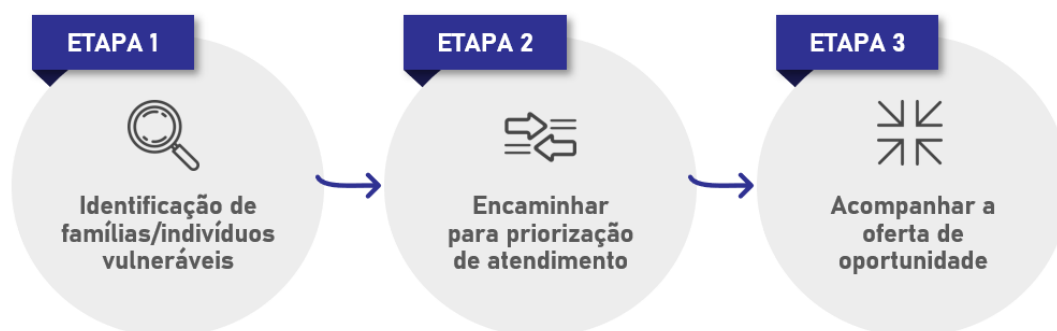 ETAPA 1
Identificação de
famílias/indivíduos
vulneráveis
ETAPA 2
Encaminhar
para priorização
de atendimento
ETAPA 3
Acompanhar a
oferta de
oportunidade